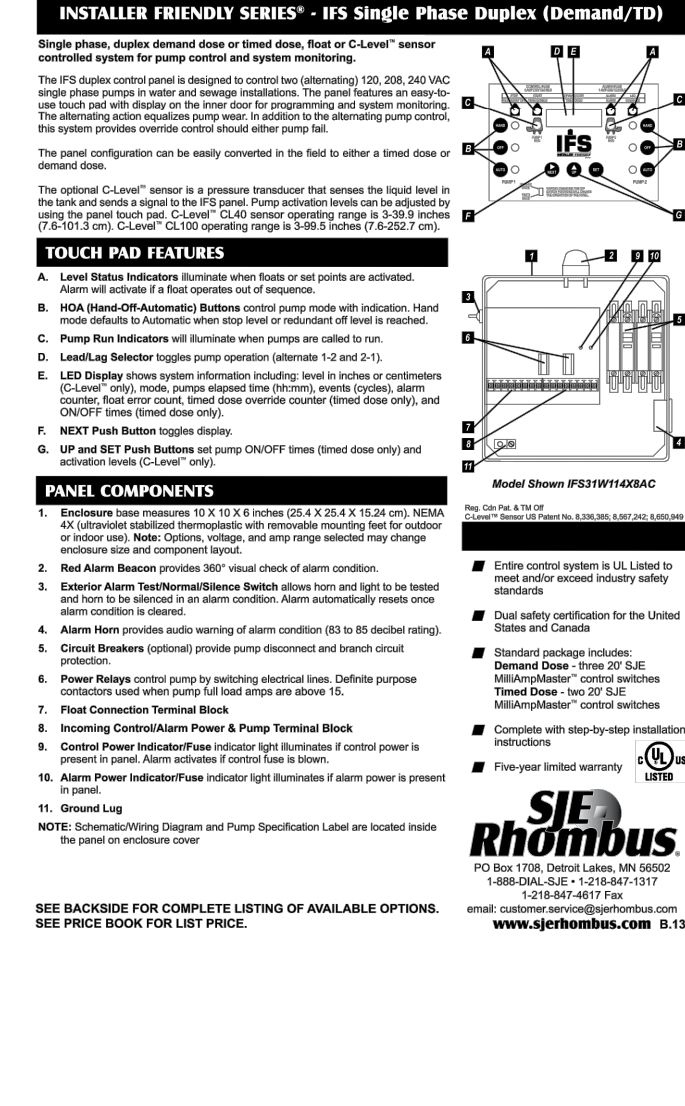 INSTALLER FRIENDLY SERIES® - IFS Single Phase Duplex (Demand/TD)
Single phase, duplex demand dose or timed dose, float or C-Level™ sensor
controlled system for pump control and system monitoring.
The IFS duplex control panel is designed to control two (alternating) 120, 208, 240 VAC
single phase pumps in water and sewage installations. The panel features an easy-to-
use touch pad with display on the inner door for programming and system monitoring.
The alternating action equalizes pump wear. In addition to the alternating pump control,
this system provides override control should either pump fail.
The panel configuration can be easily converted in the field to either a timed dose or
demand dose.
The optional C-Level™ sensor is a pressure transducer that senses the liquid level in
the tank and sends a signal to the IFS panel. Pump activation levels can be adjusted by
using the panel touch pad. C-Level™ CL40 sensor operating range is 3-39.9 inches
(7.6-101.3 cm). C-Level™ CL100 operating range is 3-99.5 inches (7.6-252.7 cm).
TOUCH PAD FEATURES
A. Level Status Indicators illuminate when floats or set points are activated.
Alarm will activate if a float operates out of sequence.
B. HOA (Hand-Off-Automatic) Buttons control pump mode with indication. Hand
mode defaults to Automatic when stop level or redundant off level is reached.
C. Pump Run Indicators will illuminate when pumps are called to run.
D. Lead/Lag Selector toggles pump operation (alternate 1-2 and 2-1).
E. LED Display shows system information including: level in inches or centimeters
(C-Level™ only), mode, pumps elapsed time (hh:mm), events (cycles), alarm
counter, float error count, timed dose override counter (timed dose only), and
ON/OFF times (timed dose only).
F. NEXT Push Button toggles display.
G. UP and SET Push Buttons set pump ON/OFF times (timed dose only) and
activation levels (C-Level™ only).
PANEL COMPONENTS
1. Enclosure base measures 10 X 10 X 6 inches (25.4 X 25.4 X 15.24 cm). NEMA
4X (ultraviolet stabilized thermoplastic with removable mounting feet for outdoor
or indoor use). Note: Options, voltage, and amp range selected may change
enclosure size and component layout.
2. Red Alarm Beacon provides 360° visual check of alarm condition.
3. Exterior Alarm Test/Normal/Silence Switch allows horn and light to be tested
and horn to be silenced in an alarm condition. Alarm automatically resets once
alarm condition is cleared.
4. Alarm Horn provides audio warning of alarm condition (83 to 85 decibel rating).
5. Circuit Breakers (optional) provide pump disconnect and branch circuit
protection.
6. Power Relays control pump by switching electrical lines. Definite purpose
contactors used when pump full load amps are above 15.
7. Float Connection Terminal Block
8. Incoming Control/Alarm Power & Pump Terminal Block
9. Control Power Indicator/Fuse indicator light illuminates if control power is
present in panel. Alarm activates if control fuse is blown.
10. Alarm Power Indicator/Fuse indicator light illuminates if alarm power is present
in panel.
11. Ground Lug
NOTE: Schematic/Wiring Diagram and Pump Specification Label are located inside
the panel on enclosure cover
SEE BACKSIDE FOR COMPLETE LISTING OF AVAILABLE OPTIONS.
SEE PRICE BOOK FOR LIST PRICE.
A D E A
C C
HAND HAND
B OFF OFF B
IFS
AUTO NEXT UP SET AUTO
PUMP 1 PUMP 2
F G
1 2 9 10
3
5
6
7
8 4
11
Model Shown IFS31W114X8AC
Reg. Cdn Pat. & TM Off
C-Level™ Sensor US Patent No. 8,336,385; 8,567,242; 8,650,949
Entire control system is UL Listed to
meet and/or exceed industry safety
standards
Dual safety certification for the United
States and Canada
Standard package includes:
Demand Dose - three 20' SJE
MilliAmpMaster™ control switches
Timed Dose - two 20' SJE
MilliAmpMaster™ control switches
Complete with step-by-step installation
instructions
Five-year limited warranty
C UL US
LISTED
SJE
Rhombus®
PO Box 1708, Detroit Lakes, MN 56502
1-888-DIAL-SJE • 1-218-847-1317
1-218-847-4617 Fax
email: customer.service@sjerhombus.com
www.sjerhombus.com B.13